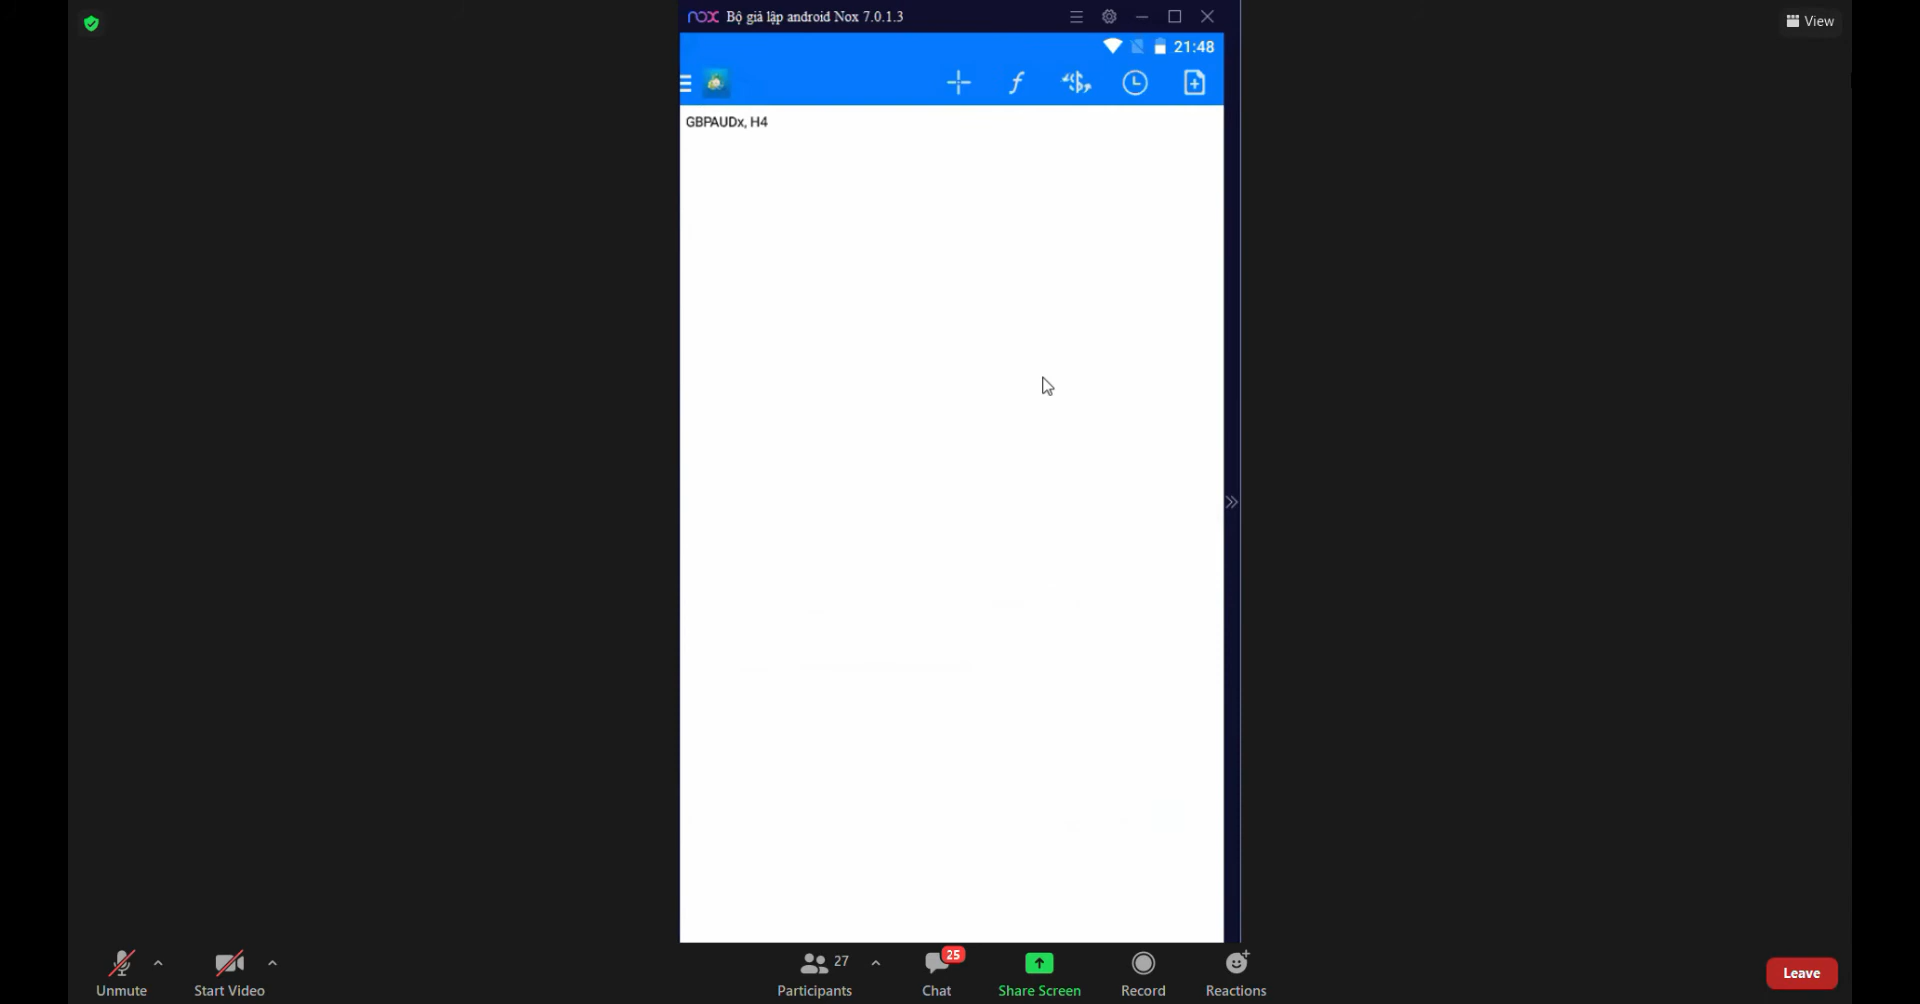 nox Bộ giả lập android Nox 7.0.1.3
View
21:48
GBPAUDx, H4
27
25
Unmute
Start Video
Participants
Chat
Share Screen
Record
Reactions
Leave